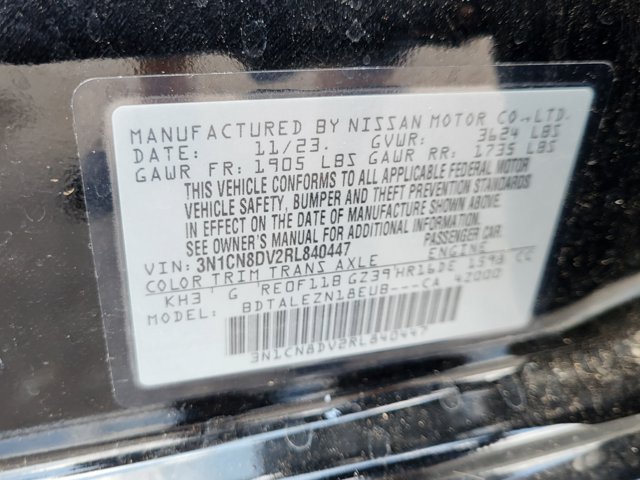 MANUFACTURED BY NISSAN MOTOR CO.,LTD.
DATE: 11/23. GVWR: 3624 LBS
GAWR FR: 1905 LBS GAWR RR: 1735 LBS
THIS VEHICLE CONFORMS TO ALL APPLICABLE FEDERAL MOTOR
VEHICLE SAFETY, BUMPER AND THEFT PREVENTION STANDARDS
IN EFFECT ON THE DATE OF MANUFACTURE SHOWN ABOVE.
SEE OWNER'S MANUAL FOR ADDITIONAL INFORMATION.
VIN: 3N1CN8DV2RL840447 PASSENGER CAR
COLOR TRIM TRANS AXLE ENGINE
KH3 G RE0F11B GZ39 HR16DE 1598 CC
MODEL: BDTALEZN16EUB---CA 42000
3N1CN8DV2RL840447